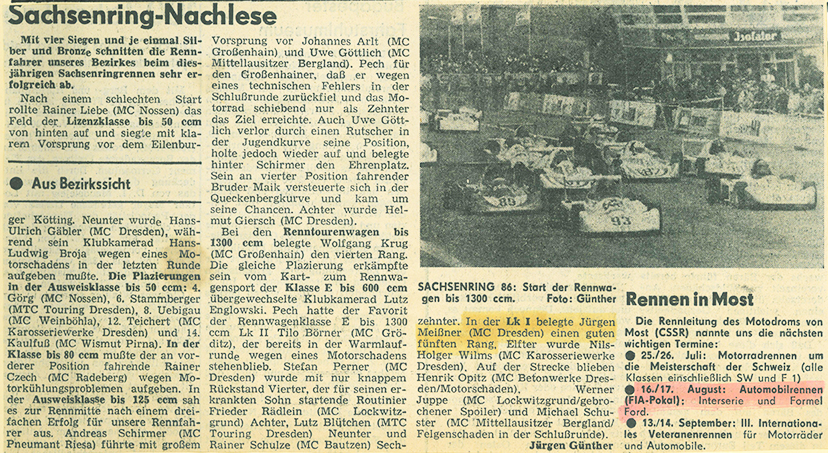 Sachsenring-Nachlese
Mit vier Siegen und je einmal Sil-
ber und Bronze schnitten die Renn-
fahrer unseres Bezirkes beim dies-
jährigen Sachsenringrennen sehr er-
folgreich ab.
Nach einem schlechten Start
rollte Rainer Liebe (MC Nossen) das
Feld der Lizenzklasse bis 50 ccm
von hinten auf und siegte mit kla-
rem Vorsprung vor dem Eilenbur-
● Aus Bezirkssicht
ger Kötting. Neunter wurde Hans-
Ulrich Gäbler (MC Dresden), wäh-
rend sein Klubkamerad Hans-
Ludwig Broja wegen eines Mo-
torschadens in der letzten Runde
aufgeben mußte. Die Plazierungen
in der Ausweisklasse bis 50 ccm: 4.
Görg (MC Nossen), 6. Stammberger
(MTC Touring Dresden), 8. Uebigau
(MC Weinböhla), 12. Teichert (MC
Karosseriewerke Dresden) und 14.
Kaulfuß (MC Wismut Pirna). In der
Klasse bis 80 ccm mußte der an vor-
derer Position fahrende Rainer
Czech (MC Radeberg) wegen Mo-
torkühlungsproblemen aufgeben. In
der Ausweisklasse bis 125 ccm sah
es zur Rennmitte nach einem drei-
fachen Erfolg für unsere Rennfah-
rer aus. Andreas Schirmer (MC
Pneumant Riesa) führte mit großem
Vorsprung vor Johannes Arlt (MC
Großenhain) und Uwe Göttlich (MC
Mittellausitzer Bergland). Pech für
den Großenhainer, daß er wegen
eines technischen Fehlers in der
Schlußrunde zurückfiel und das Mo-
torrad schiebend nur als Zehnter
das Ziel erreichte. Auch Uwe Gött-
lich verlor durch einen Rutscher in
der Jugendkurve seine Position,
holte jedoch wieder auf und belegte
hinter Schirmer den Ehrenplatz.
Sein an vierter Position fahrender
Bruder Maik versteuerte sich in der
Queckenbergkurve und kam um
seine Chancen. Achter wurde Hel-
mut Giersch (MC Dresden).
Bei den Renntourenwagen bis
1300 ccm belegte Wolfgang Krug
(MC Großenhain) den vierten Rang.
Die gleiche Plazierung erkämpfte
sein vom Kart- zum Rennwa-
gensport der Klasse E bis 600 ccm
übergewechselte Klubkamerad Lutz
Englowski. Pech hatte der Favorit
der Rennwagenklasse E bis 1300
ccm Lk II Tilo Börner (MC Grö-
ditz), der bereits in der Warmlauf-
runde wegen eines Motorschadens
stehenblieb. Stefan Perner (MC
Dresden) wurde mit nur knappem
Rückstand Vierter, der für seinen er-
krankten Sohn startende Routinier
Frieder Rädlein (MC Lockwitz-
grund) Achter, Lutz Blütchen (MTC
Touring Dresden) Neunter und
Rainer Schulze (MC Bautzen) Sech-
Isolator
89
93
SACHSENRING 86: Start der Rennwa-
gen bis 1300 ccm. Foto: Günther
zehnter. In der Lk I belegte Jürgen
Meißner (MC Dresden) einen guten
fünften Rang, Elfter wurde Nils-
Holger Wilms (MC Karosseriewerke
Dresden). Auf der Strecke blieben
Henrik Opitz (MC Betonwerke Dres-
den/Motorschaden), Werner
Juppe (MC Lockwitzgrund/gebro-
chener Spoiler) und Michael Schu-
ster (MC Mittellausitzer Bergland/
Felgenschaden in der Schlußrunde).
Jürgen Günther
Rennen in Most
Die Rennleitung des Motodroms von
Most (CSSR) nannte uns die nächsten
wichtigen Termine:
● 25./26. Juli: Motorradrennen um
die Meisterschaft der Schweiz (alle
Klassen einschließlich SW und F 1)
● 16./17. August: Automobilrennen
(FIA-Pokal): Interserie und Formel
Ford.
● 13./14. September: III. Internationa-
les Veteranenrennen für Motorräder
und Automobile.